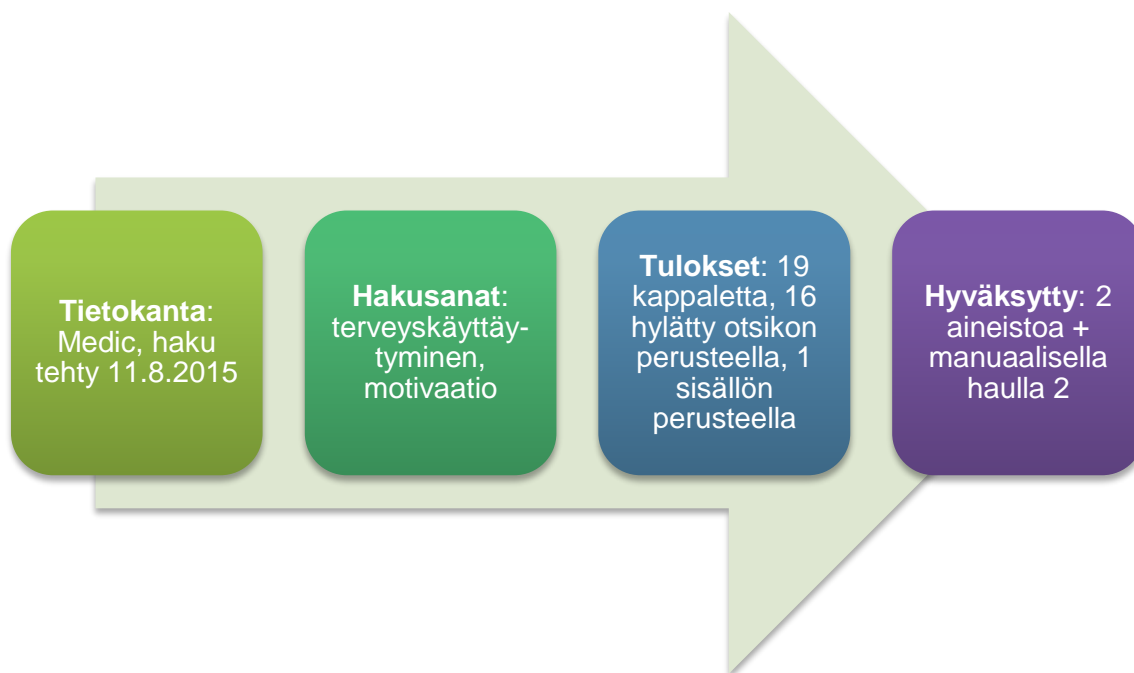 Tietokanta:
Medic, haku
tehty 11.8.2015
Hakusanat:
terveyskäyttäy-
tyminen,
motivaatio
Tulokset: 19
kappaletta, 16
hylätty otsikon
perusteella, 1
sisällön
perusteella
Hyväksytty: 2
aineistoa +
manuaalisella
haulla 2